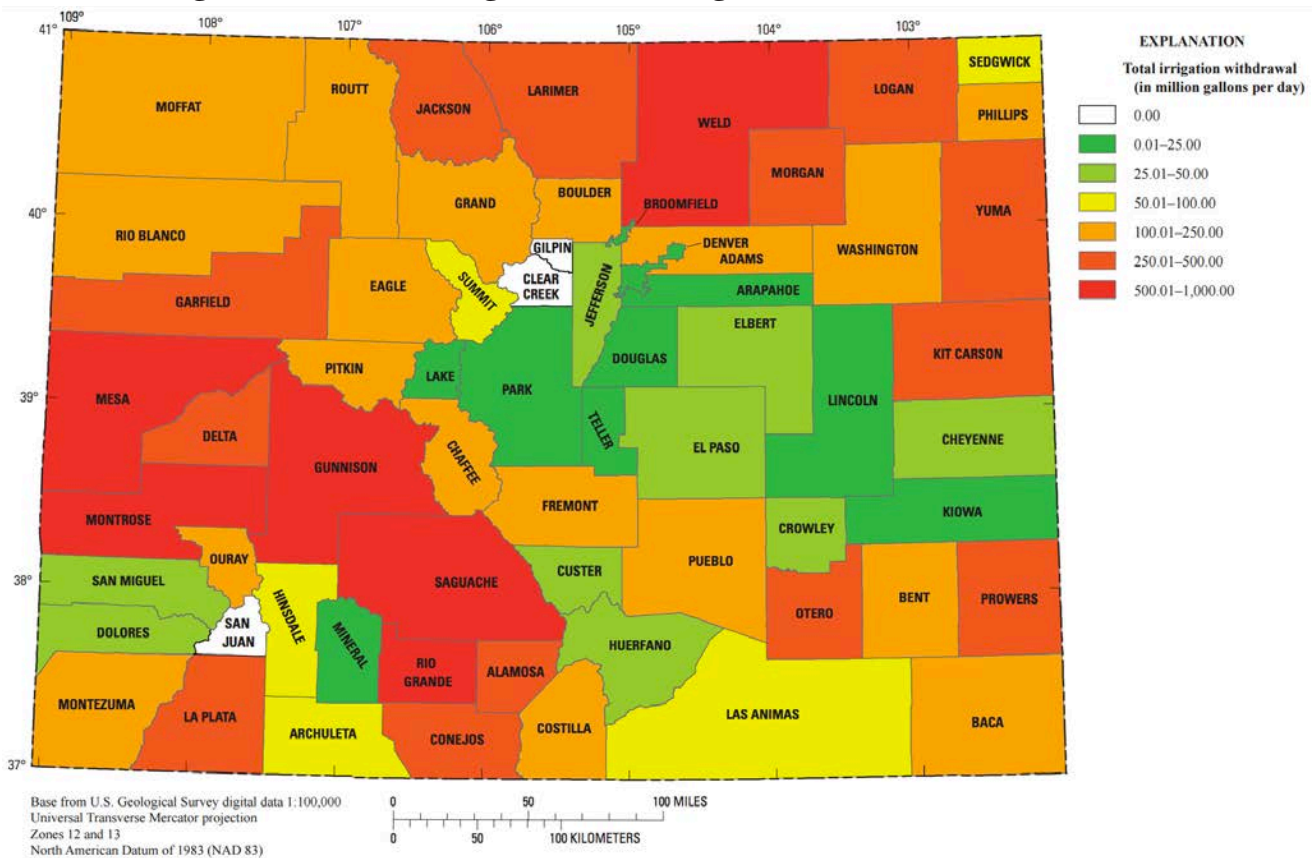 109°
108°
107°
106°
105°
104°
103°
41°
40°
39°
38°
37°
MOFFAT
ROUTT
JACKSON
LARIMER
WELD
LOGAN
SEDGWICK
PHILLIPS
MORGAN
YUMA
RIO BLANCO
GRAND
BOULDER
BROOMFIELD
WASHINGTON
GARFIELD
EAGLE
SUMMIT
GILPIN
CLEAR
CREEK
JEFFERSON
DENVER
ADAMS
ARAPAHOE
MESA
PITKIN
LAKE
PARK
DOUGLAS
ELBERT
LINCOLN
KIT CARSON
DELTA
GUNNISON
CHAFFEE
TELLER
EL PASO
CHEYENNE
MONTROSE
FREMONT
CROWLEY
KIOWA
OURAY
SAGUACHE
CUSTER
PUEBLO
OTERO
BENT
PROWERS
SAN MIGUEL
DOLORES
SAN
JUAN
HINSDALE
MINERAL
RIO
GRANDE
ALAMOSA
HUERFANO
MONTEZUMA
LA PLATA
ARCHULETA
CONEJOS
COSTILLA
LAS ANIMAS
BACA
EXPLANATION
Total irrigation withdrawal
(in million gallons per day)
0.00
0.01–25.00
25.01–50.00
50.01–100.00
100.01–250.00
250.01–500.00
500.01–1,000.00
Base from U.S. Geological Survey digital data 1:100,000
Universal Transverse Mercator projection
Zones 12 and 13
North American Datum of 1983 (NAD 83)
0 50 100 MILES
0 50 100 KILOMETERS